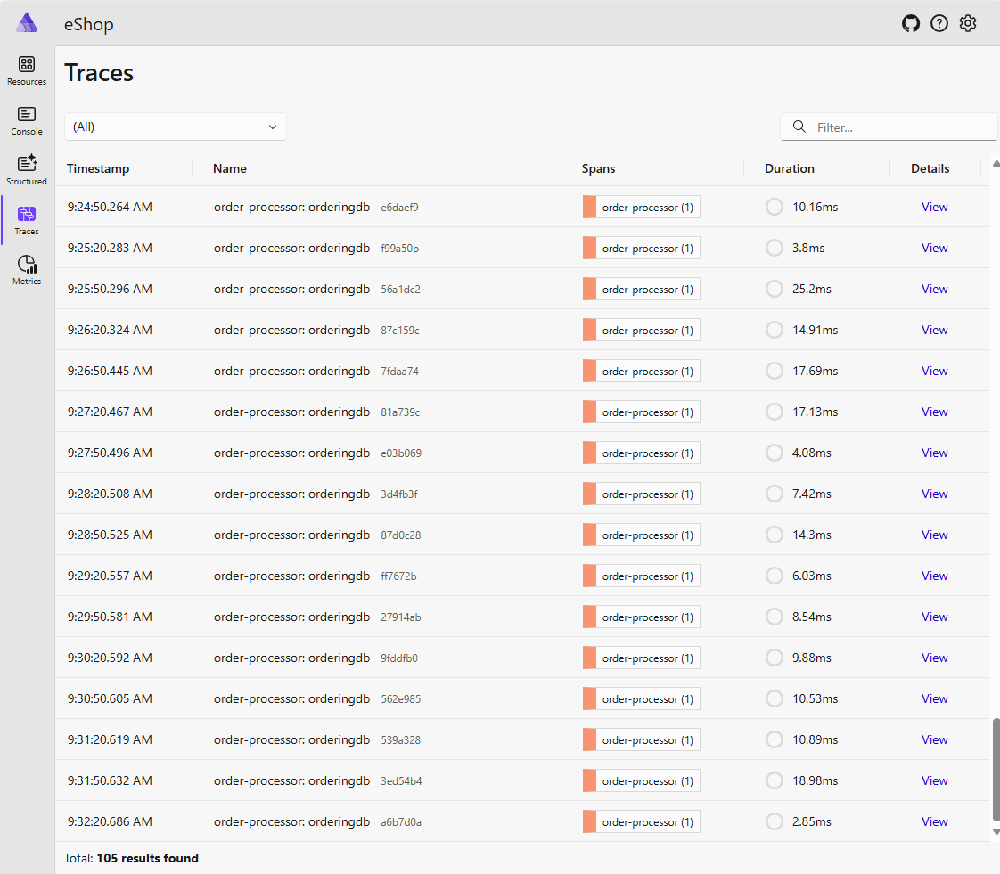 eShop
Resources
Console
Structured
Traces
Metrics
Traces
(All)
Filter...
Timestamp Name Spans Duration Details
9:24:50.264 AM order-processor: orderingdb e6daef9 order-processor (1) 10.16ms View
9:25:20.283 AM order-processor: orderingdb f99a50b order-processor (1) 3.8ms View
9:25:50.296 AM order-processor: orderingdb 56a1dc2 order-processor (1) 25.2ms View
9:26:20.324 AM order-processor: orderingdb 87c159c order-processor (1) 14.91ms View
9:26:50.445 AM order-processor: orderingdb 7fdaa74 order-processor (1) 17.69ms View
9:27:20.467 AM order-processor: orderingdb 81a739c order-processor (1) 17.13ms View
9:27:50.496 AM order-processor: orderingdb e03b069 order-processor (1) 4.08ms View
9:28:20.508 AM order-processor: orderingdb 3d4fb3f order-processor (1) 7.42ms View
9:28:50.525 AM order-processor: orderingdb 87d0c28 order-processor (1) 14.3ms View
9:29:20.557 AM order-processor: orderingdb ff7672b order-processor (1) 6.03ms View
9:29:50.581 AM order-processor: orderingdb 27914ab order-processor (1) 8.54ms View
9:30:20.592 AM order-processor: orderingdb 9fddfb0 order-processor (1) 9.88ms View
9:30:50.605 AM order-processor: orderingdb 562e985 order-processor (1) 10.53ms View
9:31:20.619 AM order-processor: orderingdb 539a328 order-processor (1) 10.89ms View
9:31:50.632 AM order-processor: orderingdb 3ed54b4 order-processor (1) 18.98ms View
9:32:20.686 AM order-processor: orderingdb a6b7d0a order-processor (1) 2.85ms View
Total: 105 results found